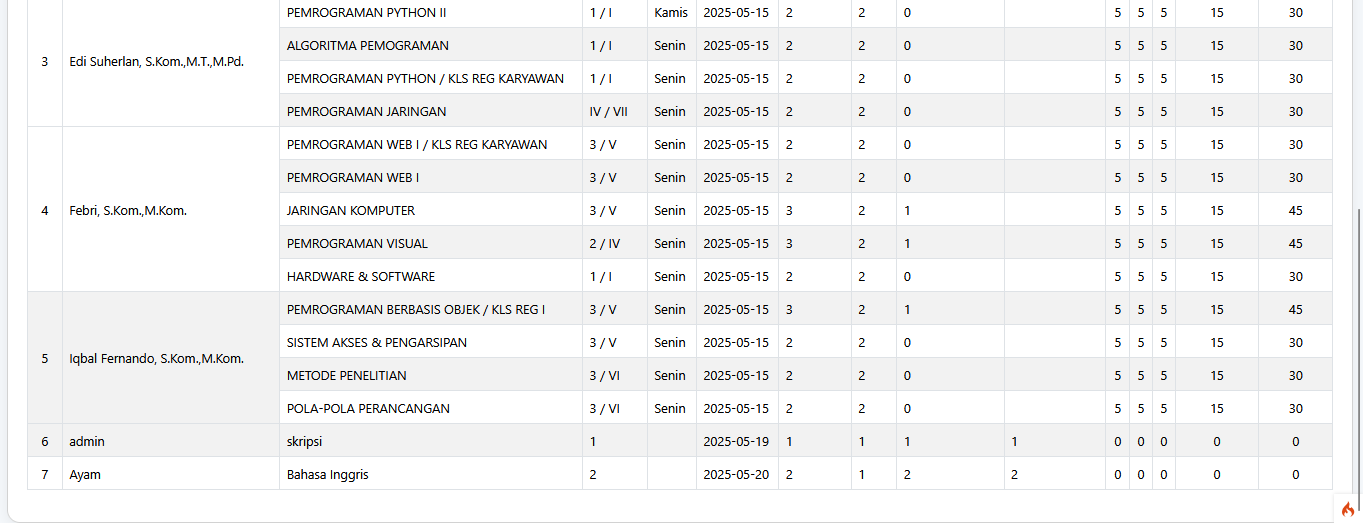 PEMROGRAMAN PYTHON II 1 / I Kamis 2025-05-15 2 2 0 5 5 5 15 30
3 Edi Suherlan, S.Kom.,M.T.,M.Pd.
ALGORITMA PEMOGRAMAN 1 / I Senin 2025-05-15 2 2 0 5 5 5 15 30
PEMROGRAMAN PYTHON / KLS REG KARYAWAN 1 / I Senin 2025-05-15 2 2 0 5 5 5 15 30
PEMROGRAMAN JARINGAN IV / VII Senin 2025-05-15 2 2 0 5 5 5 15 30
4 Febri, S.Kom.,M.Kom.
PEMROGRAMAN WEB I / KLS REG KARYAWAN 3 / V Senin 2025-05-15 2 2 0 5 5 5 15 30
PEMROGRAMAN WEB I 3 / V Senin 2025-05-15 2 2 0 5 5 5 15 30
JARINGAN KOMPUTER 3 / V Senin 2025-05-15 3 2 1 5 5 5 15 45
PEMROGRAMAN VISUAL 2 / IV Senin 2025-05-15 3 2 1 5 5 5 15 45
HARDWARE & SOFTWARE 1 / I Senin 2025-05-15 2 2 0 5 5 5 15 30
5 Iqbal Fernando, S.Kom.,M.Kom.
PEMROGRAMAN BERBASIS OBJEK / KLS REG I 3 / V Senin 2025-05-15 3 2 1 5 5 5 15 45
SISTEM AKSES & PENGARSIPAN 3 / V Senin 2025-05-15 2 2 0 5 5 5 15 30
METODE PENELITIAN 3 / VI Senin 2025-05-15 2 2 0 5 5 5 15 30
POLA-POLA PERANCANGAN 3 / VI Senin 2025-05-15 2 2 0 5 5 5 15 30
6 admin skripsi 1 2025-05-19 1 1 1 1 0 0 0 0 0
7 Ayam Bahasa Inggris 2 2025-05-20 2 1 2 2 0 0 0 0 0